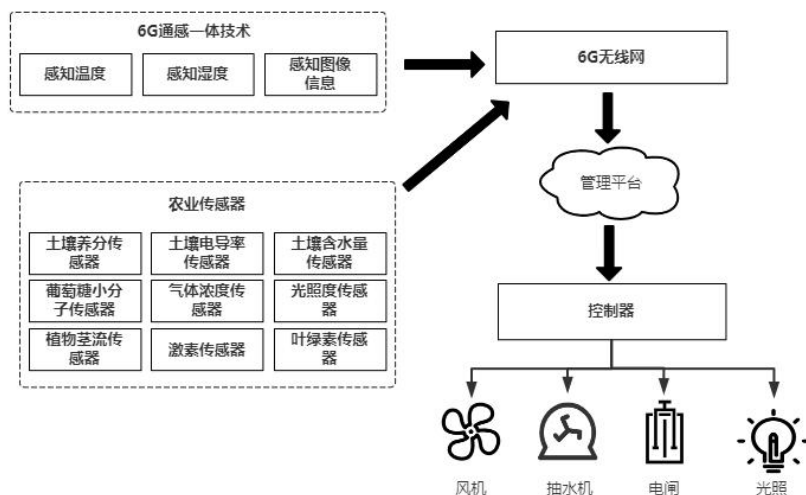 6G通感一体技术
感知温度
感知湿度
感知图像
信息
6G无线网
管理平台
农业传感器
土壤养分传
感器
土壤电导率
传感器
土壤含水量
传感器
葡萄糖小分
子传感器
气体浓度传
感器
光照度传感
器
植物茎流传
感器
激素传感器
叶绿素传感
器
控制器
风机
抽水机
电闸
光照